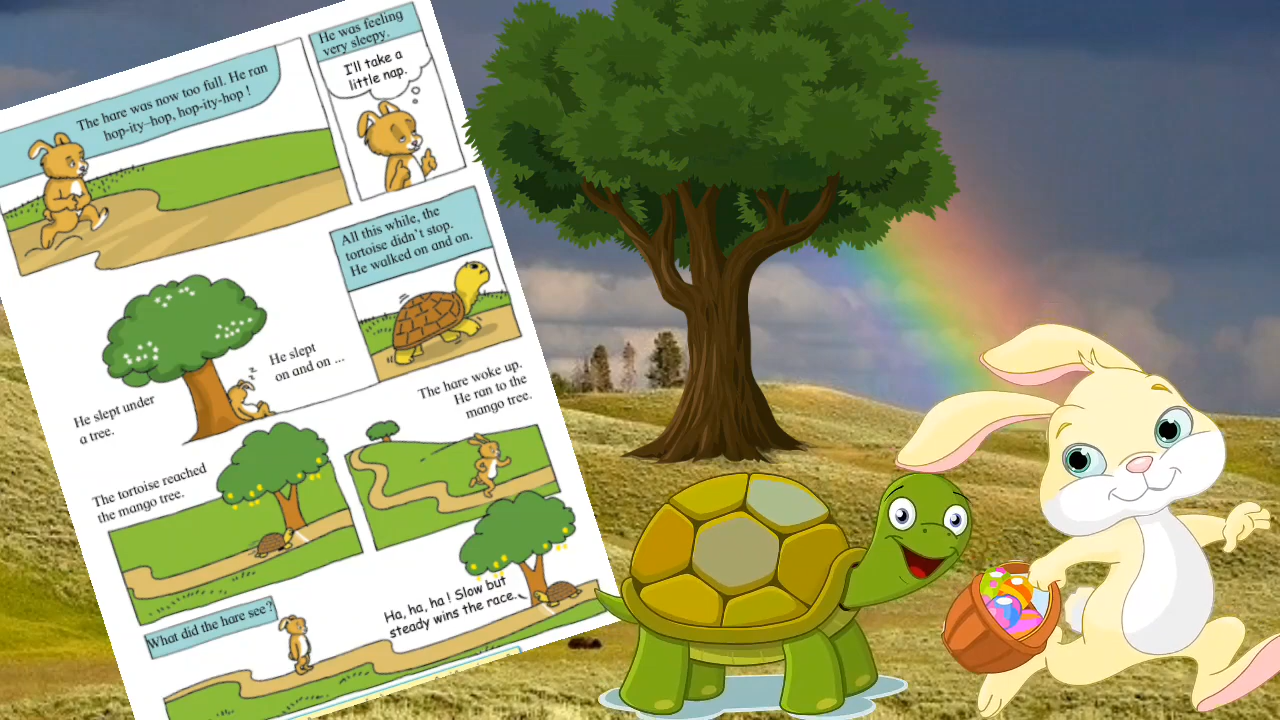 The hare was now too full. He ran
hop-ity–hop, hop-ity-hop !
He was feeling
very sleepy.
I'll take a
little nap.
All this while, the
tortoise didn't stop.
He walked on and on.
He slept under
a tree.
z z z
He slept
on and on ...
The tortoise reached
the mango tree.
The hare woke up.
He ran to the
mango tree.
What did the hare see?
Ha, ha, ha ! Slow but
steady wins the race.